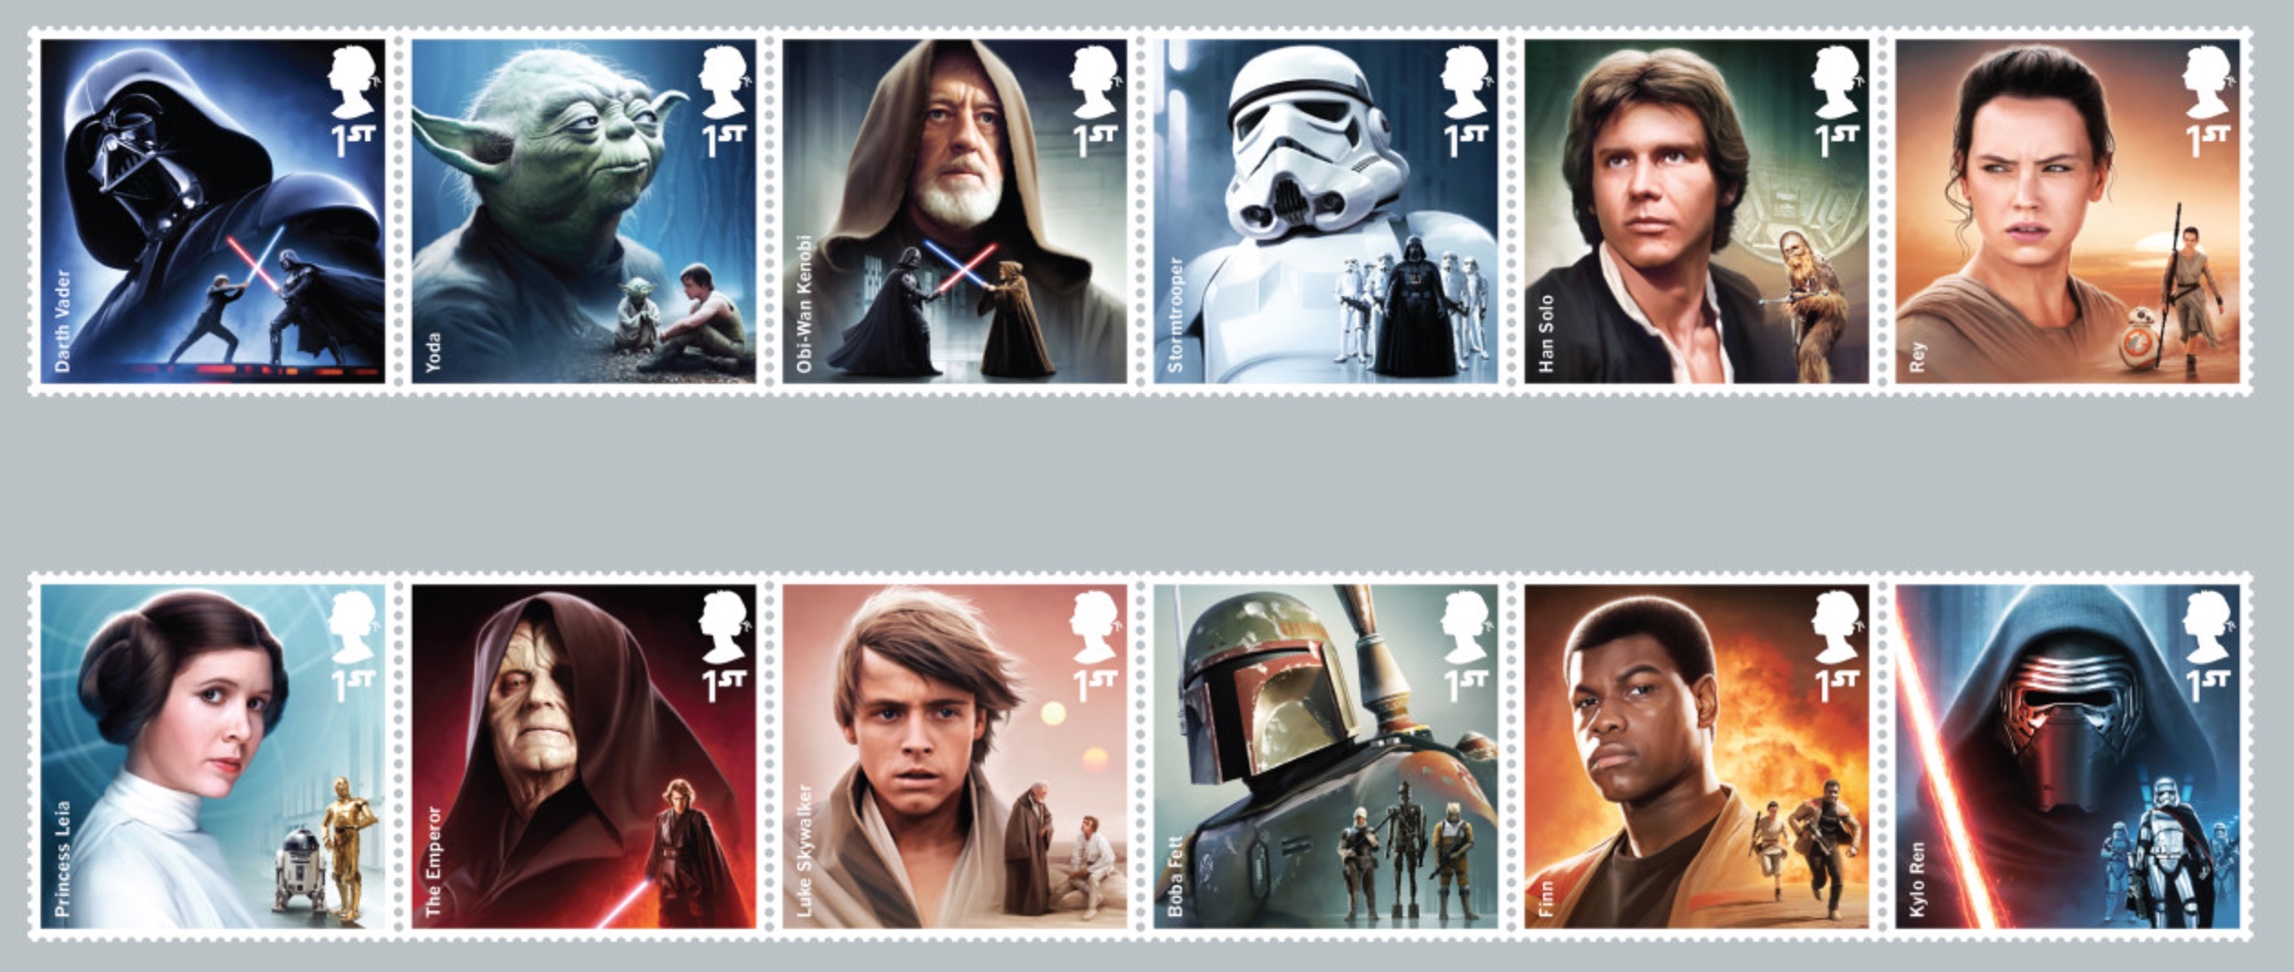 1ST
Darth Vader
1ST
Yoda
1ST
Obi-Wan Kenobi
1ST
Stormtrooper
1ST
Han Solo
1ST
Rey
1ST
Princess Leia
1ST
The Emperor
1ST
Luke Skywalker
1ST
Boba Fett
1ST
Finn
1ST
Kylo Ren